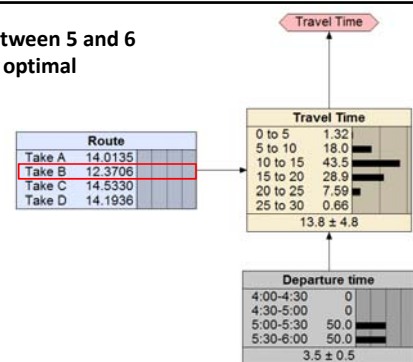 tween 5 and 6
optimal
Travel Time
Travel Time
0 to 5 1.32
5 to 10 18.0
10 to 15 43.5
15 to 20 28.9
20 to 25 7.59
25 to 30 0.66
13.8 ± 4.8
Route
Take A 14.0135
Take B 12.3706
Take C 14.5330
Take D 14.1936
Departure time
4:00-4:30 0
4:30-5:00 0
5:00-5:30 50.0
5:30-6:00 50.0
3.5 ± 0.5